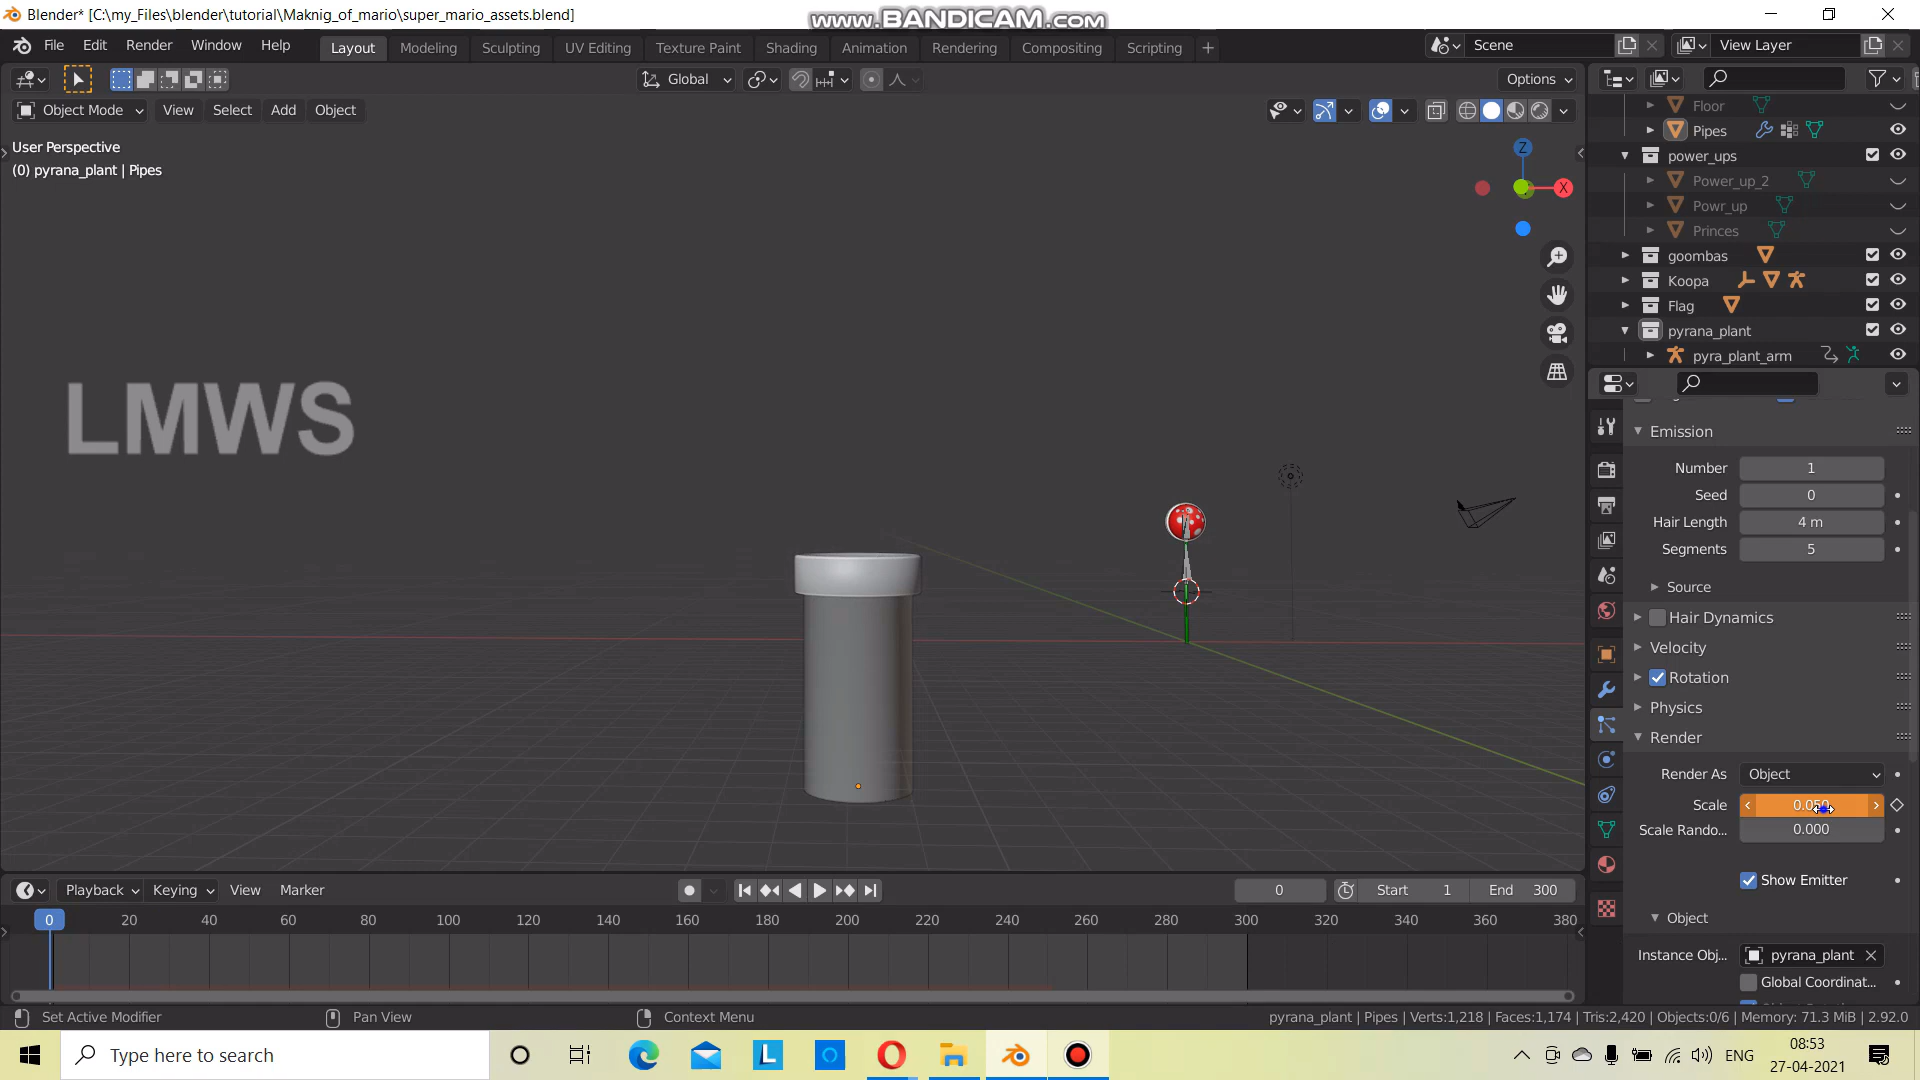 Blender* [C:\my_Files\blender\tutorial\Maknig_of_mario\super_mario_assets.blend]
www.BANDICAM.com
File Edit Render Window Help
Layout Modeling Sculpting UV Editing Texture Paint Shading Animation Rendering Compositing Scripting
Scene
View Layer
Global
Options
Object Mode View Select Add Object
User Perspective
(0) pyrana_plant | Pipes
Z
X
LMWS
Floor
Pipes
power_ups
Power_up_2
Powr_up
Princes
goombas
Koopa
Flag
pyrana_plant
pyra_plant_arm
Emission
Number 1
Seed 0
Hair Length 4 m
Segments 5
Source
Hair Dynamics
Velocity
Rotation
Physics
Render
Render As Object
Scale 0.050
Scale Rando... 0.000
Show Emitter
Object
Instance Obj... pyrana_plant
Global Coordinat...
Playback Keying View Marker
0 Start 1 End 300
0 20 40 60 80 100 120 140 160 180 200 220 240 260 280 300 320 340 360 380
Set Active Modifier Pan View Context Menu
pyrana_plant | Pipes | Verts:1,218 | Faces:1,174 | Tris:2,420 | Objects:0/6 | Memory: 71.3 MiB | 2.92.0
Type here to search
L
ENG
08:53
27-04-2021